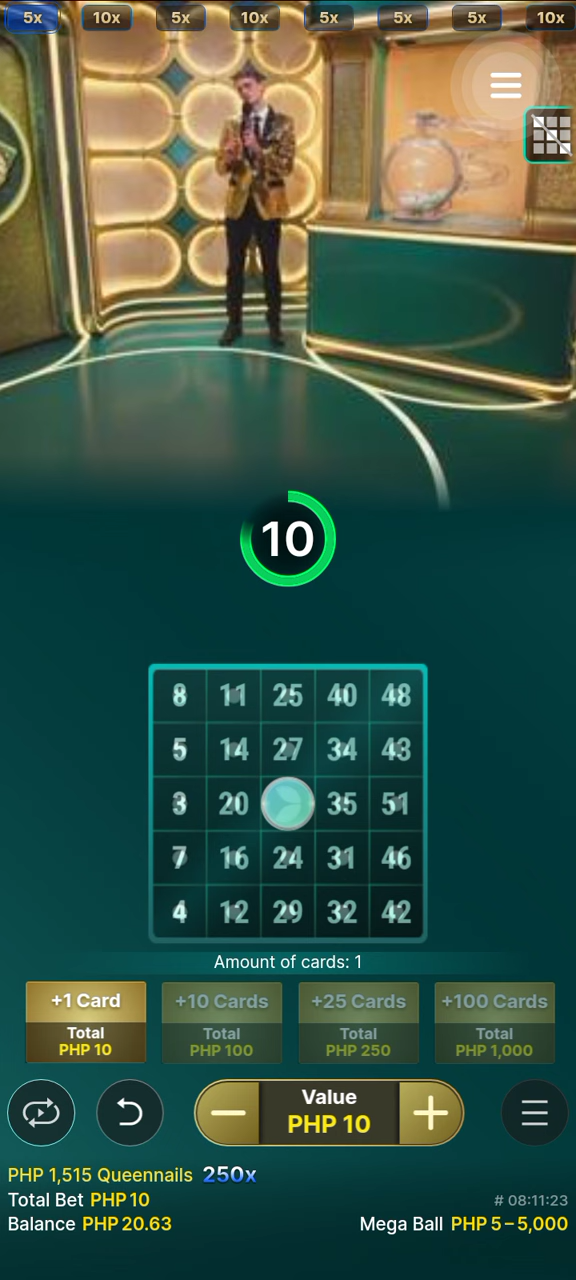 5x 10x 5x 10x 5x 5x 5x 10x
10
8 11 25 40 48
5 14 27 34 43
3 20 35 51
7 16 24 31 46
4 12 29 32 42
Amount of cards: 1
+1 Card +10 Cards +25 Cards +100 Cards
Total Total Total Total
PHP 10 PHP 100 PHP 250 PHP 1,000
Value
PHP 10
PHP 1,515 Queennails 250x
Total Bet PHP 10 # 08:11:23
Balance PHP 20.63 Mega Ball PHP 5–5,000